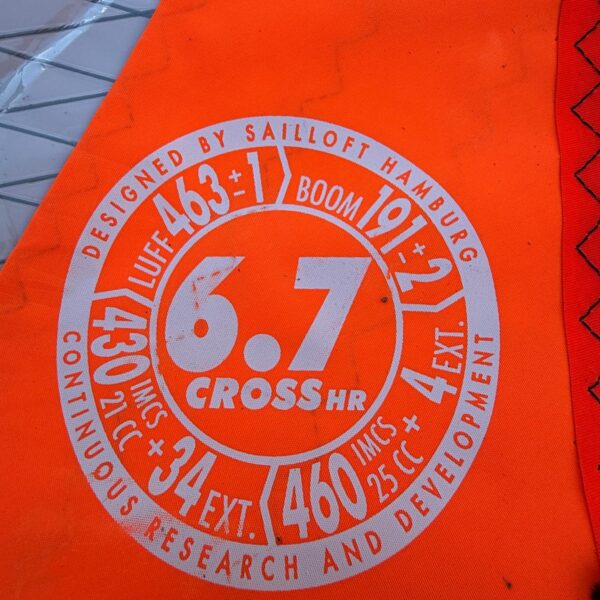 DESIGNED BY SAILLOFT HAMBURG
LUFF 463±1
BOOM 191±2
6.7
CROSS HR
430 IMCS 21 CC + 34 EXT.
460 IMCS 25 CC + 4 EXT.
CONTINUOUS RESEARCH AND DEVELOPMENT